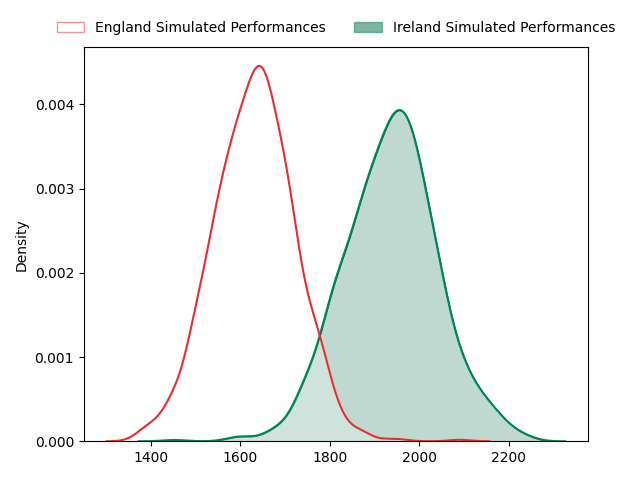 England Simulated Performances
Ireland Simulated Performances
0.004
0.003
0.002
0.001
0.000
Density
1400 1600 1800 2000 2200